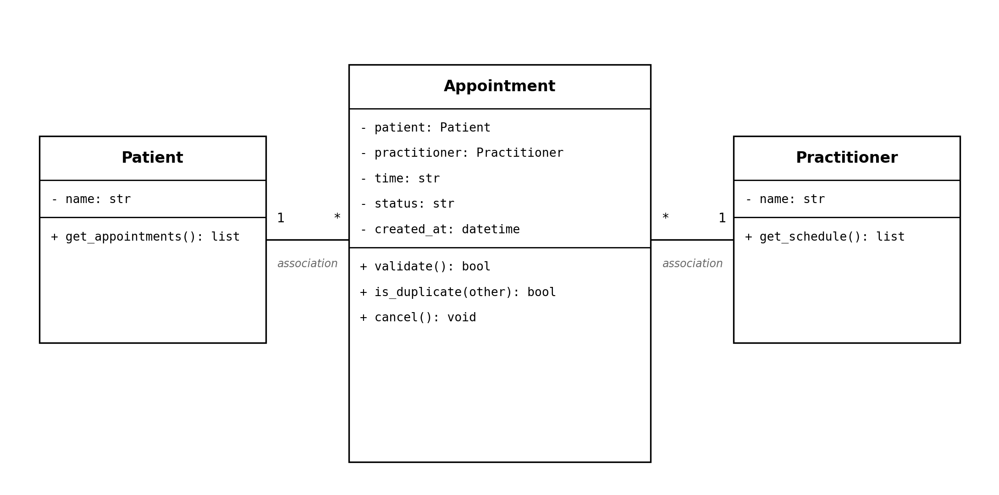 Patient
- name: str
+ get_appointments(): list
1
*
association
Appointment
- patient: Patient
- practitioner: Practitioner
- time: str
- status: str
- created_at: datetime
+ validate(): bool
+ is_duplicate(other): bool
+ cancel(): void
*
1
association
Practitioner
- name: str
+ get_schedule(): list